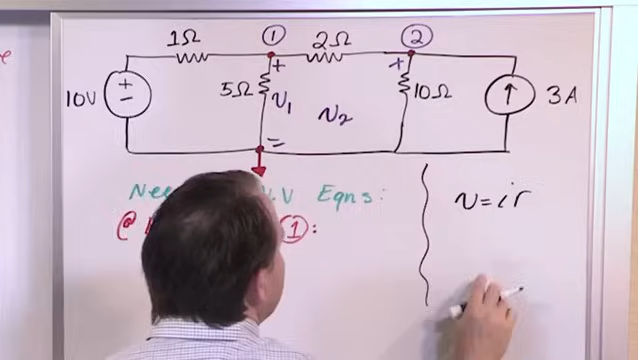 1Ω ① 2Ω ②
10V + − 5Ω + v₁ − v₂ + 10Ω 3A
N.V Eqns:
v = ir
@ ①: